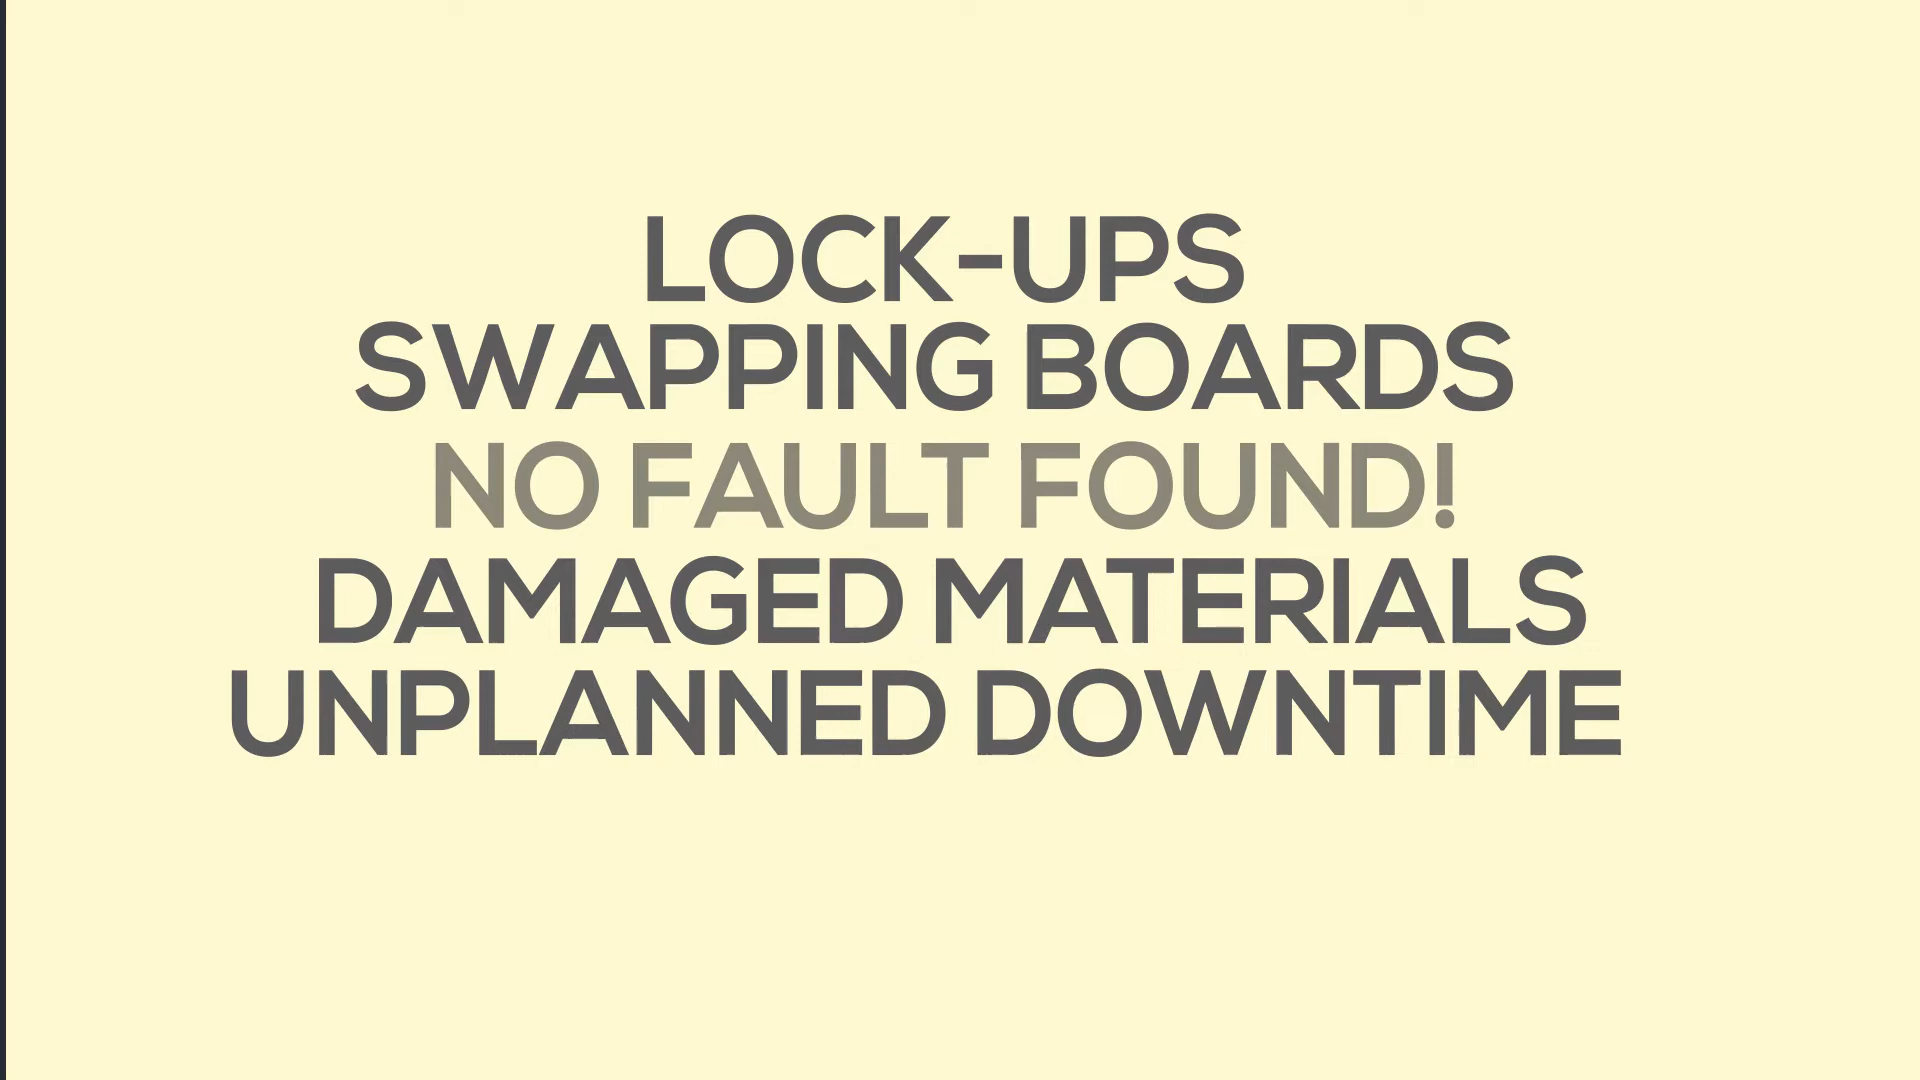 LOCK-UPS
SWAPPING BOARDS
NO FAULT FOUND!
DAMAGED MATERIALS
UNPLANNED DOWNTIME